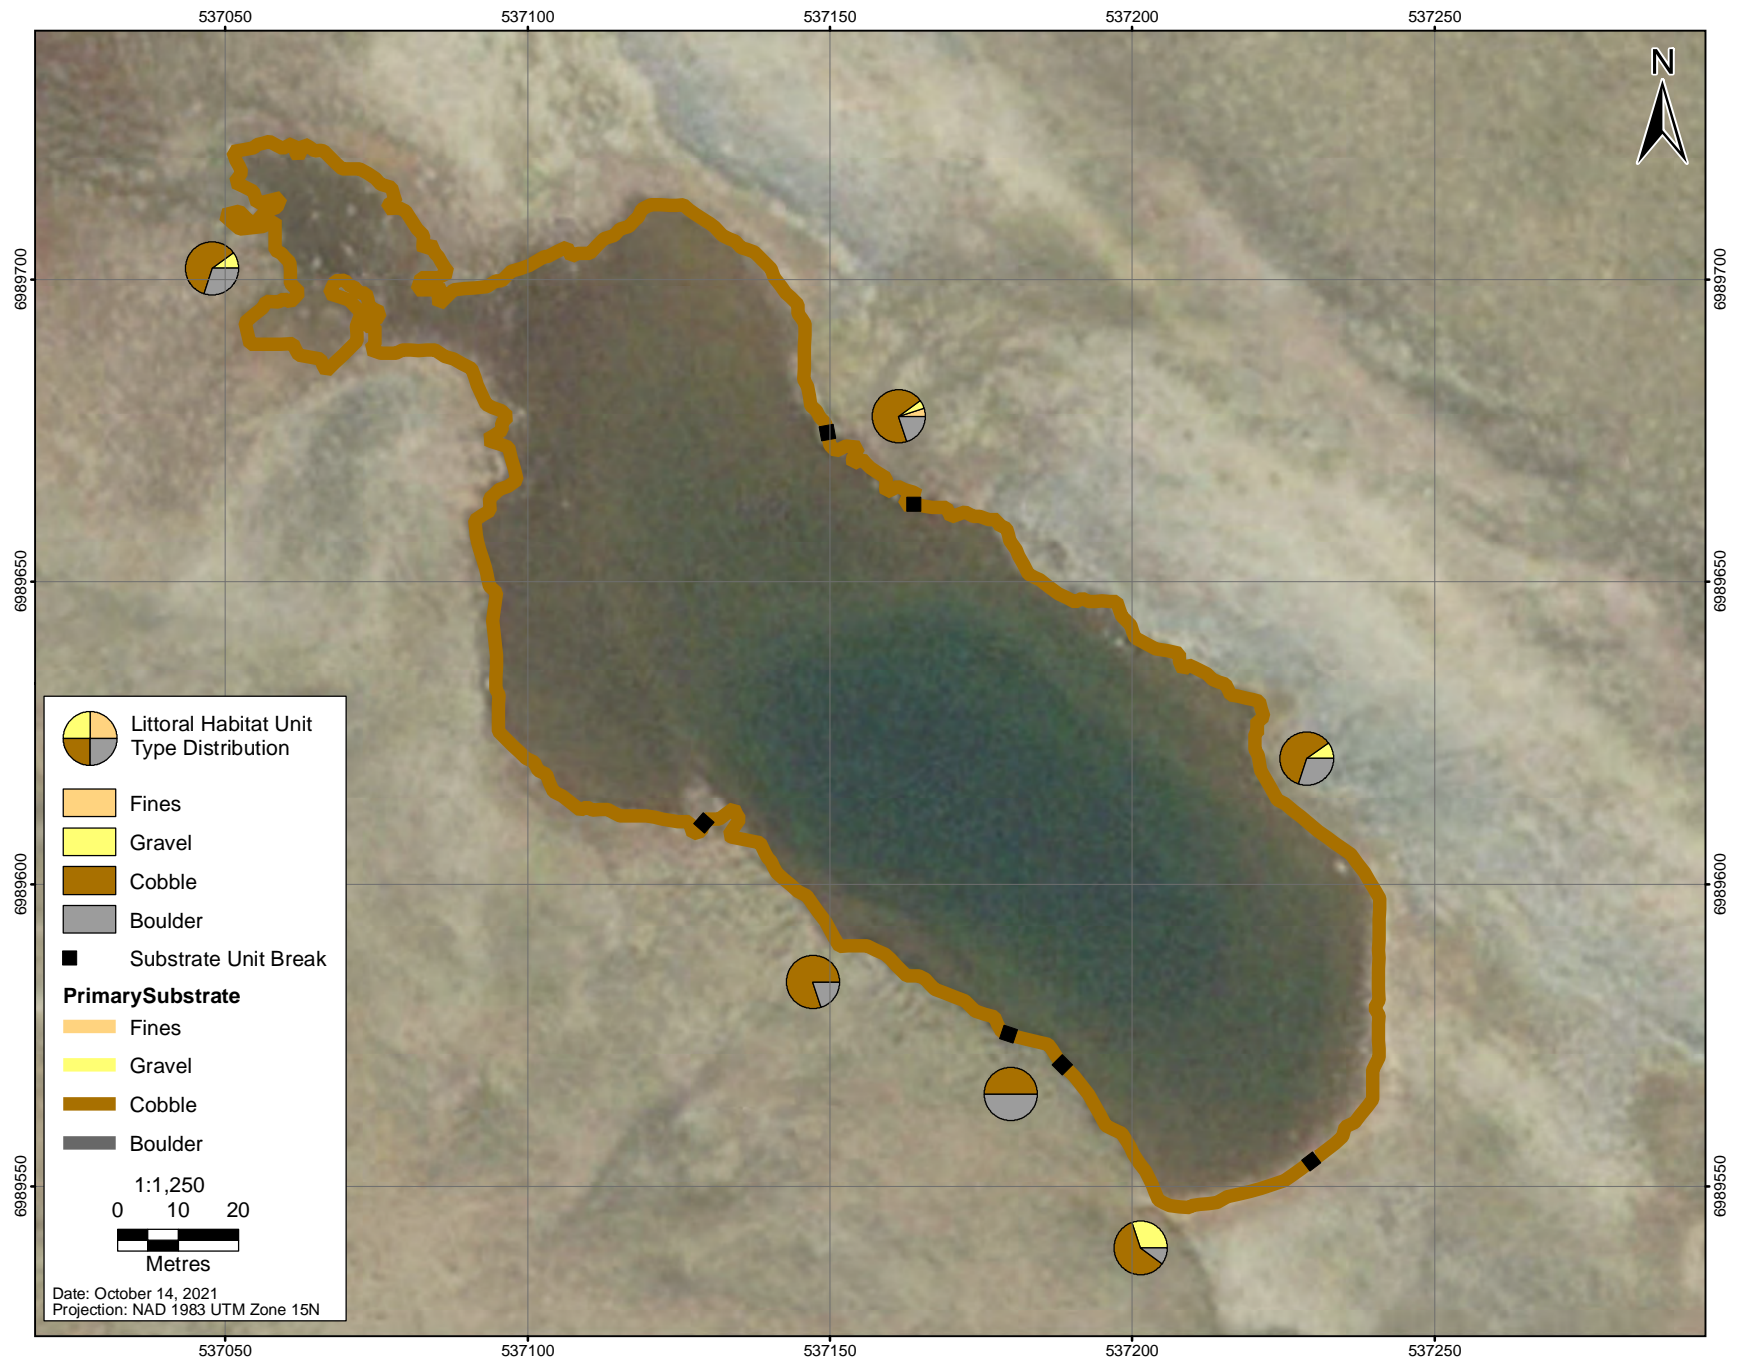 537050 537100 537150 537200 537250
N
6989700 6989700
6989650 6989650
6989600 6989600
6989550 6989550
Littoral Habitat Unit
Type Distribution
Fines
Gravel
Cobble
Boulder
Substrate Unit Break
PrimarySubstrate
Fines
Gravel
Cobble
Boulder
1:1,250
0 10 20
Metres
Date: October 14, 2021
Projection: NAD 1983 UTM Zone 15N
537050 537100 537150 537200 537250